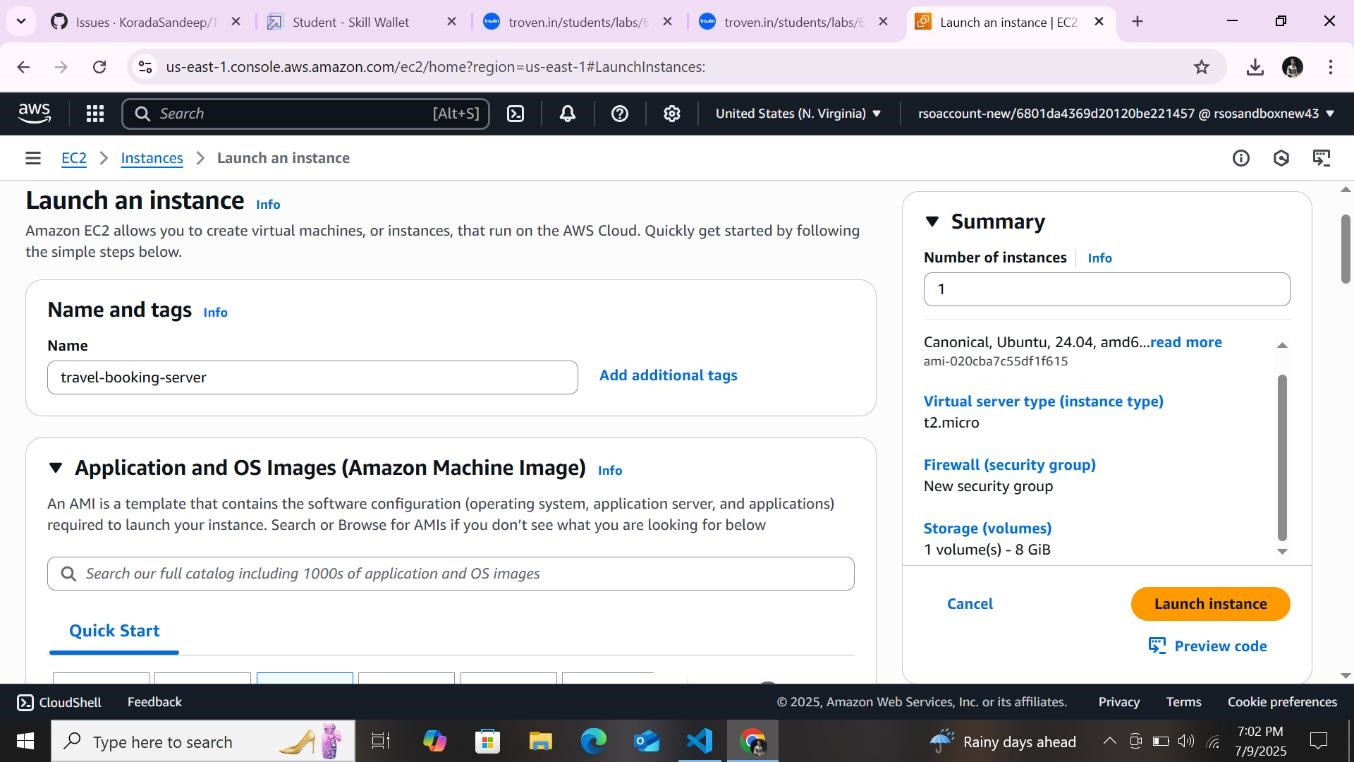 Issues · KoradaSandeep/
Student - Skill Wallet
troven.in/students/labs/6
troven.in/students/labs/6
Launch an instance | EC2
us-east-1.console.aws.amazon.com/ec2/home?region=us-east-1#LaunchInstances:
aws
Search
[Alt+S]
United States (N. Virginia)
rsoaccount-new/6801da4369d20120be221457 @ rsosandboxnew43
EC2
Instances
Launch an instance
Launch an instance
Info
Amazon EC2 allows you to create virtual machines, or instances, that run on the AWS Cloud. Quickly get started by following
the simple steps below.
Name and tags
Info
Name
travel-booking-server
Add additional tags
Application and OS Images (Amazon Machine Image)
Info
An AMI is a template that contains the software configuration (operating system, application server, and applications)
required to launch your instance. Search or Browse for AMIs if you don't see what you are looking for below
Search our full catalog including 1000s of application and OS images
Quick Start
Summary
Number of instances
Info
1
Canonical, Ubuntu, 24.04, amd6...read more
ami-020cba7c55df1f615
Virtual server type (instance type)
t2.micro
Firewall (security group)
New security group
Storage (volumes)
1 volume(s) - 8 GiB
Cancel
Launch instance
Preview code
CloudShell
Feedback
© 2025, Amazon Web Services, Inc. or its affiliates.
Privacy
Terms
Cookie preferences
Type here to search
Rainy days ahead
7:02 PM
7/9/2025